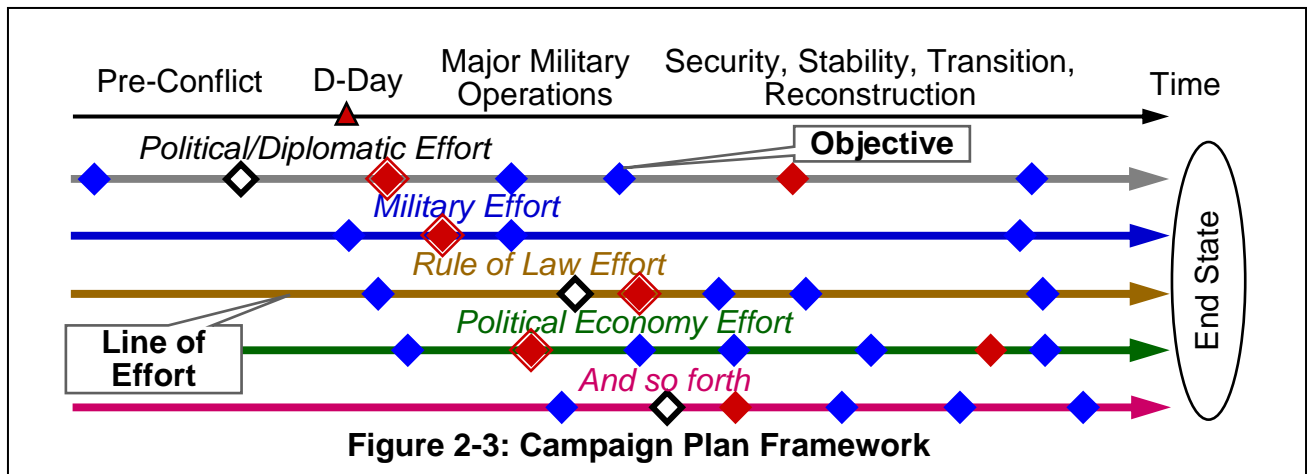 Pre-Conflict
D-Day
Major Military
Operations
Security, Stability, Transition,
Reconstruction
Time
Political/Diplomatic Effort
Objective
Military Effort
Rule of Law Effort
Political Economy Effort
Line of
Effort
And so forth
End State
Figure 2-3: Campaign Plan Framework